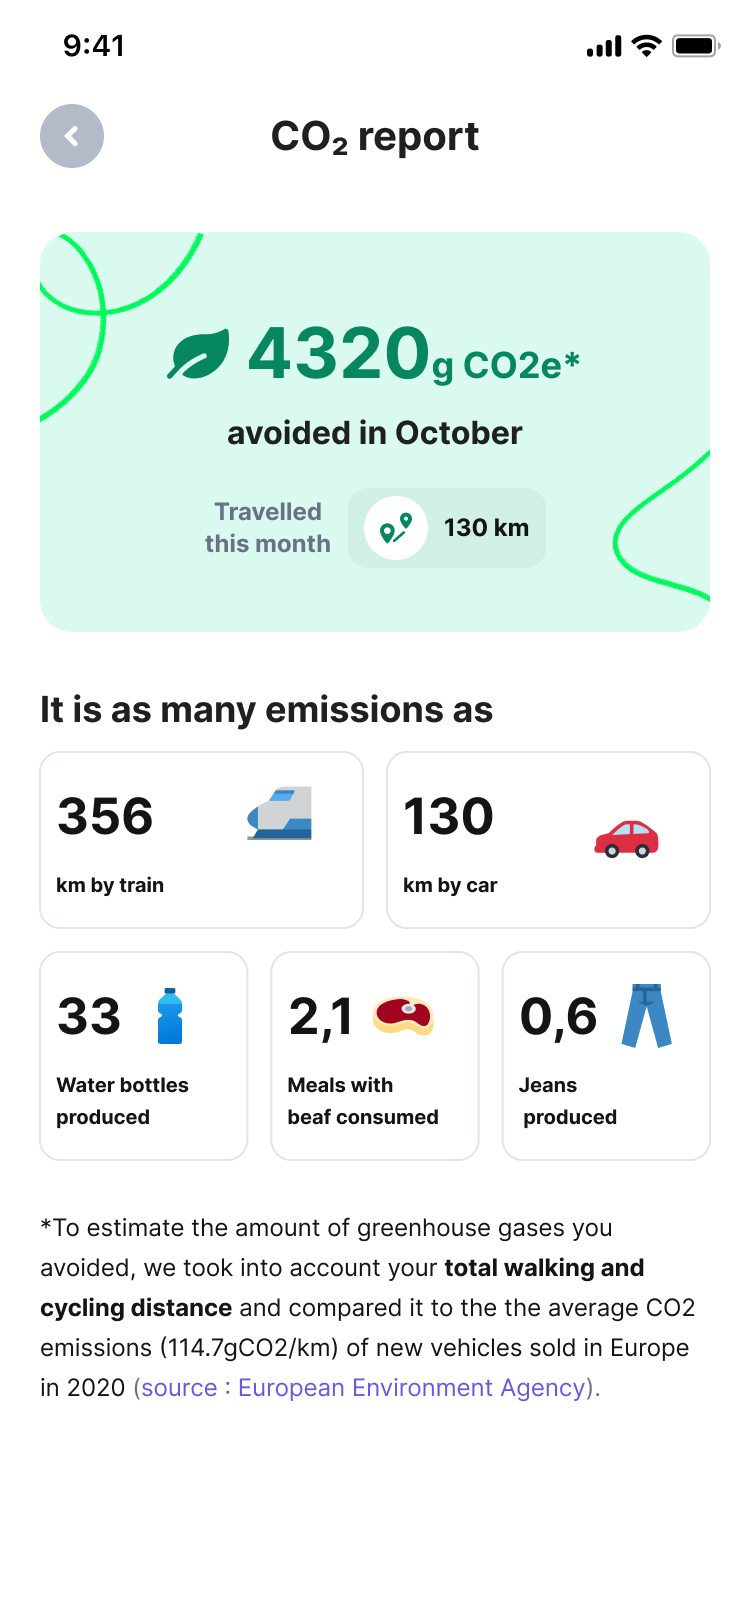 9:41
CO₂ report
4320g CO2e*
avoided in October
Travelled
this month
130 km
It is as many emissions as
356
km by train
130
km by car
33
Water bottles
produced
2,1
Meals with
beaf consumed
0,6
Jeans
produced
*To estimate the amount of greenhouse gases you
avoided, we took into account your total walking and
cycling distance and compared it to the the average CO2
emissions (114.7gCO2/km) of new vehicles sold in Europe
in 2020 (source : European Environment Agency).